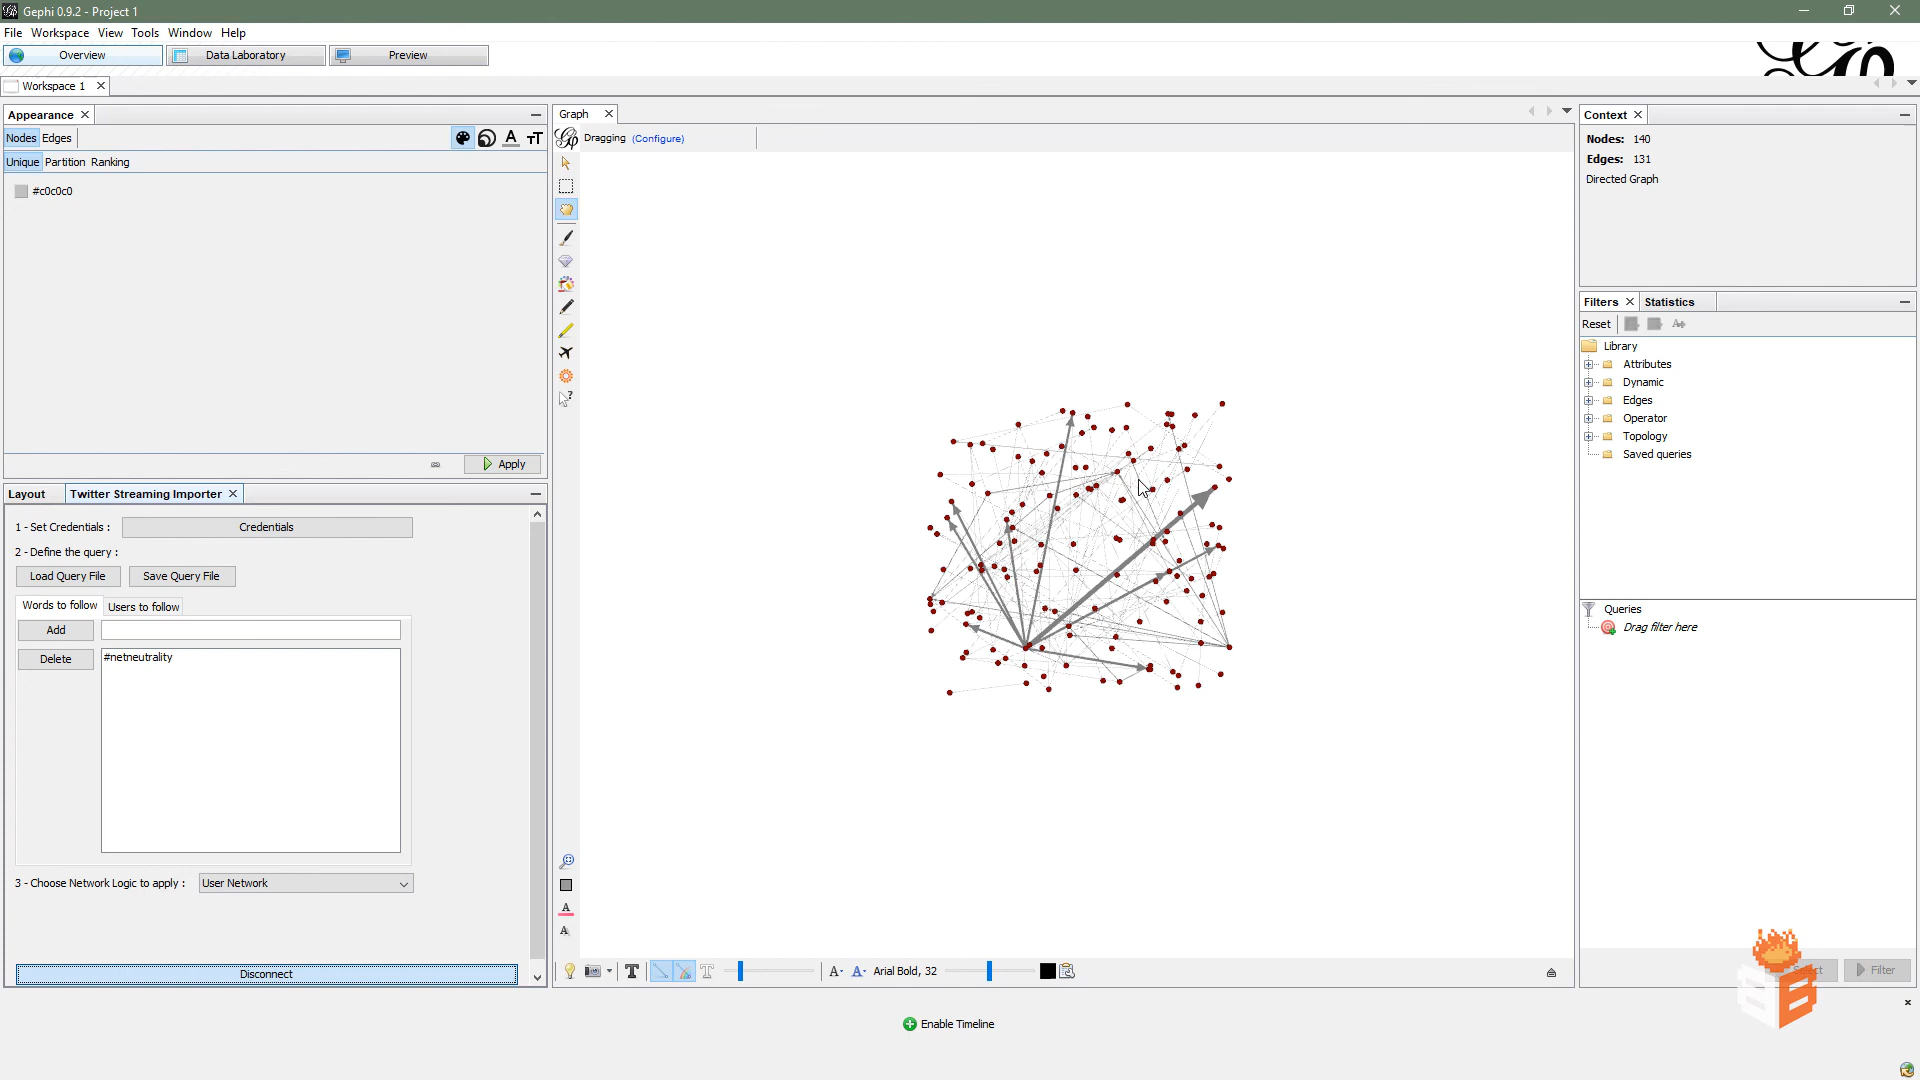 Gephi 0.9.2 - Project 1
File Workspace View Tools Window Help
Overview Data Laboratory Preview
Workspace 1
Appearance
Nodes Edges
Unique Partition Ranking
#c0c0c0
Apply
Layout Twitter Streaming Importer
1 - Set Credentials : Credentials
2 - Define the query :
Load Query File Save Query File
Words to follow Users to follow
Add
Delete #netneutrality
3 - Choose Network Logic to apply : User Network
Disconnect
Graph
Dragging (Configure)
Arial Bold, 32
Context
Nodes: 140
Edges: 131
Directed Graph
Filters Statistics
Reset
Library
Attributes
Dynamic
Edges
Operator
Topology
Saved queries
Queries
Drag filter here
Filter
Enable Timeline